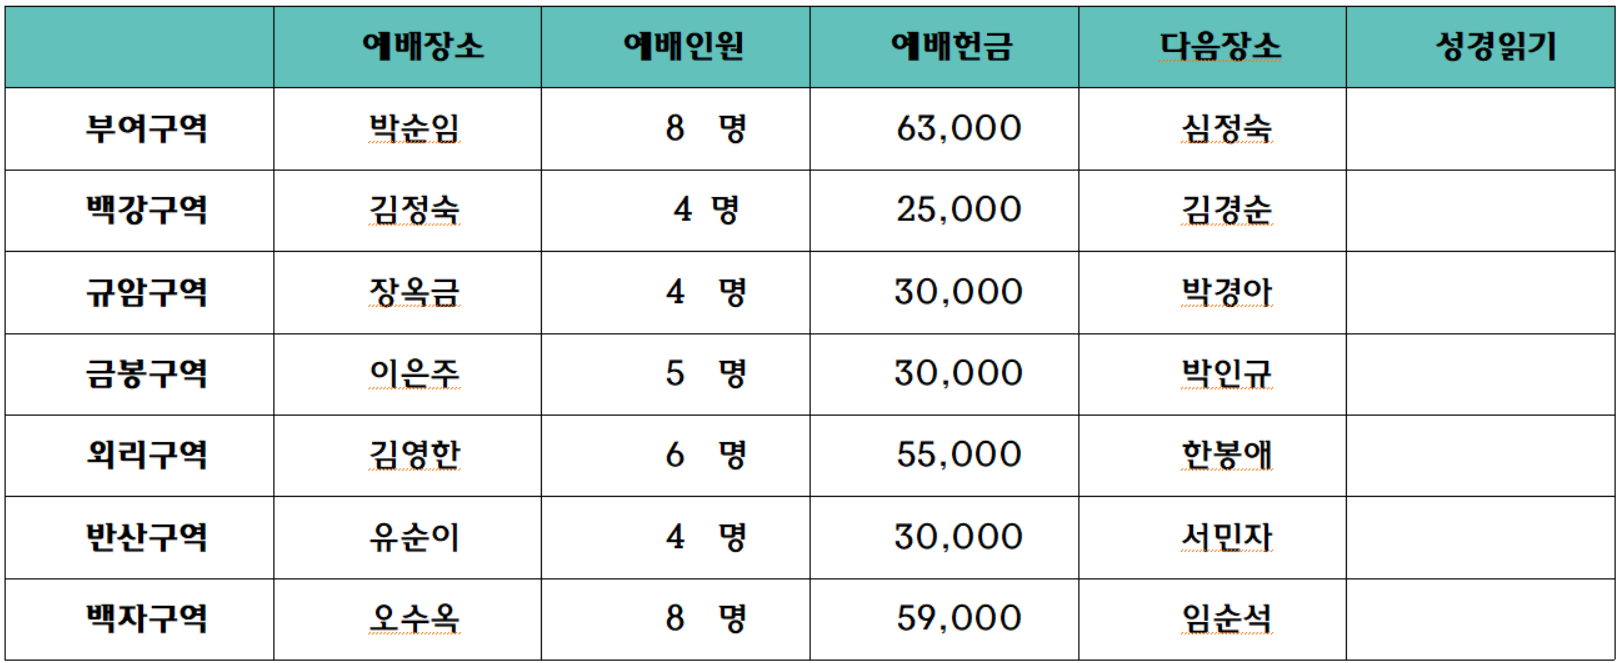 예배장소 예배인원 예배헌금 다음장소 성경읽기
부여구역 박순임 8 명 63,000 심정숙
백강구역 김정숙 4 명 25,000 김경순
규암구역 장옥금 4 명 30,000 박경아
금봉구역 이은주 5 명 30,000 박인규
외리구역 김영한 6 명 55,000 한봉애
반산구역 유순이 4 명 30,000 서민자
백자구역 오수옥 8 명 59,000 임순석